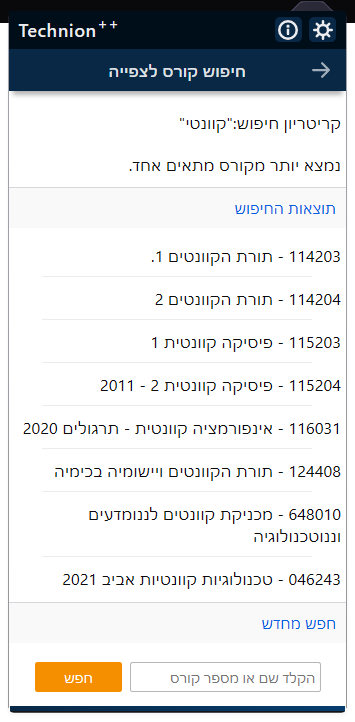 Technion++
חיפוש קורס לצפייה
קריטריון חיפוש:"קוונטי"
נמצא יותר מקורס מתאים אחד.
תוצאות החיפוש
114203 - תורת הקוונטים 1.
114204 - תורת הקוונטים 2
115203 - פיסיקה קוונטית 1
115204 - פיסיקה קוונטית 2 - 2011
116031 - אינפורמציה קוונטית - תרגולים 2020
124408 - תורת הקוונטים ויישומיה בכימיה
648010 - מכניקת קוונטים לננומדעים
וננוטכנולוגיה
046243 - טכנולוגיות קוונטיות אביב 2021
חפש מחדש
הקלד שם או מספר קורס
חפש